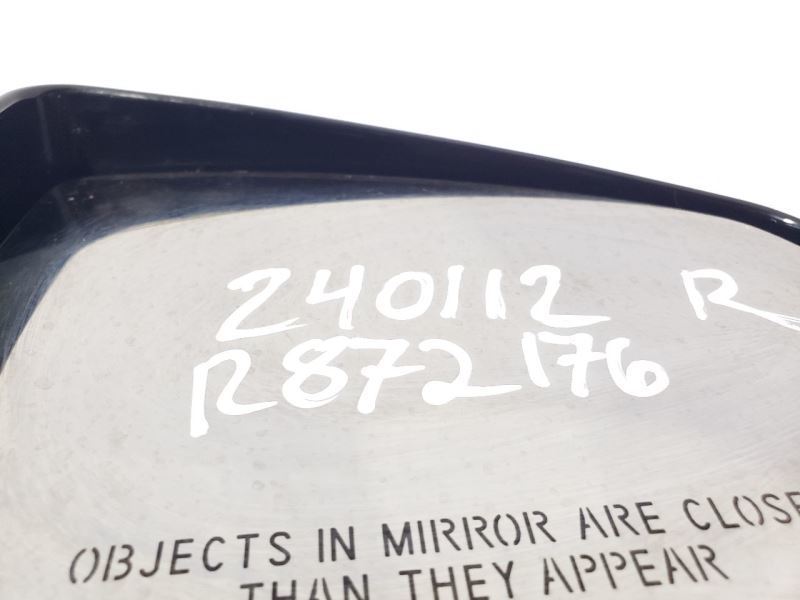 240112 R
R872176
OBJECTS IN MIRROR ARE CLOSE
THAN THEY APPEAR